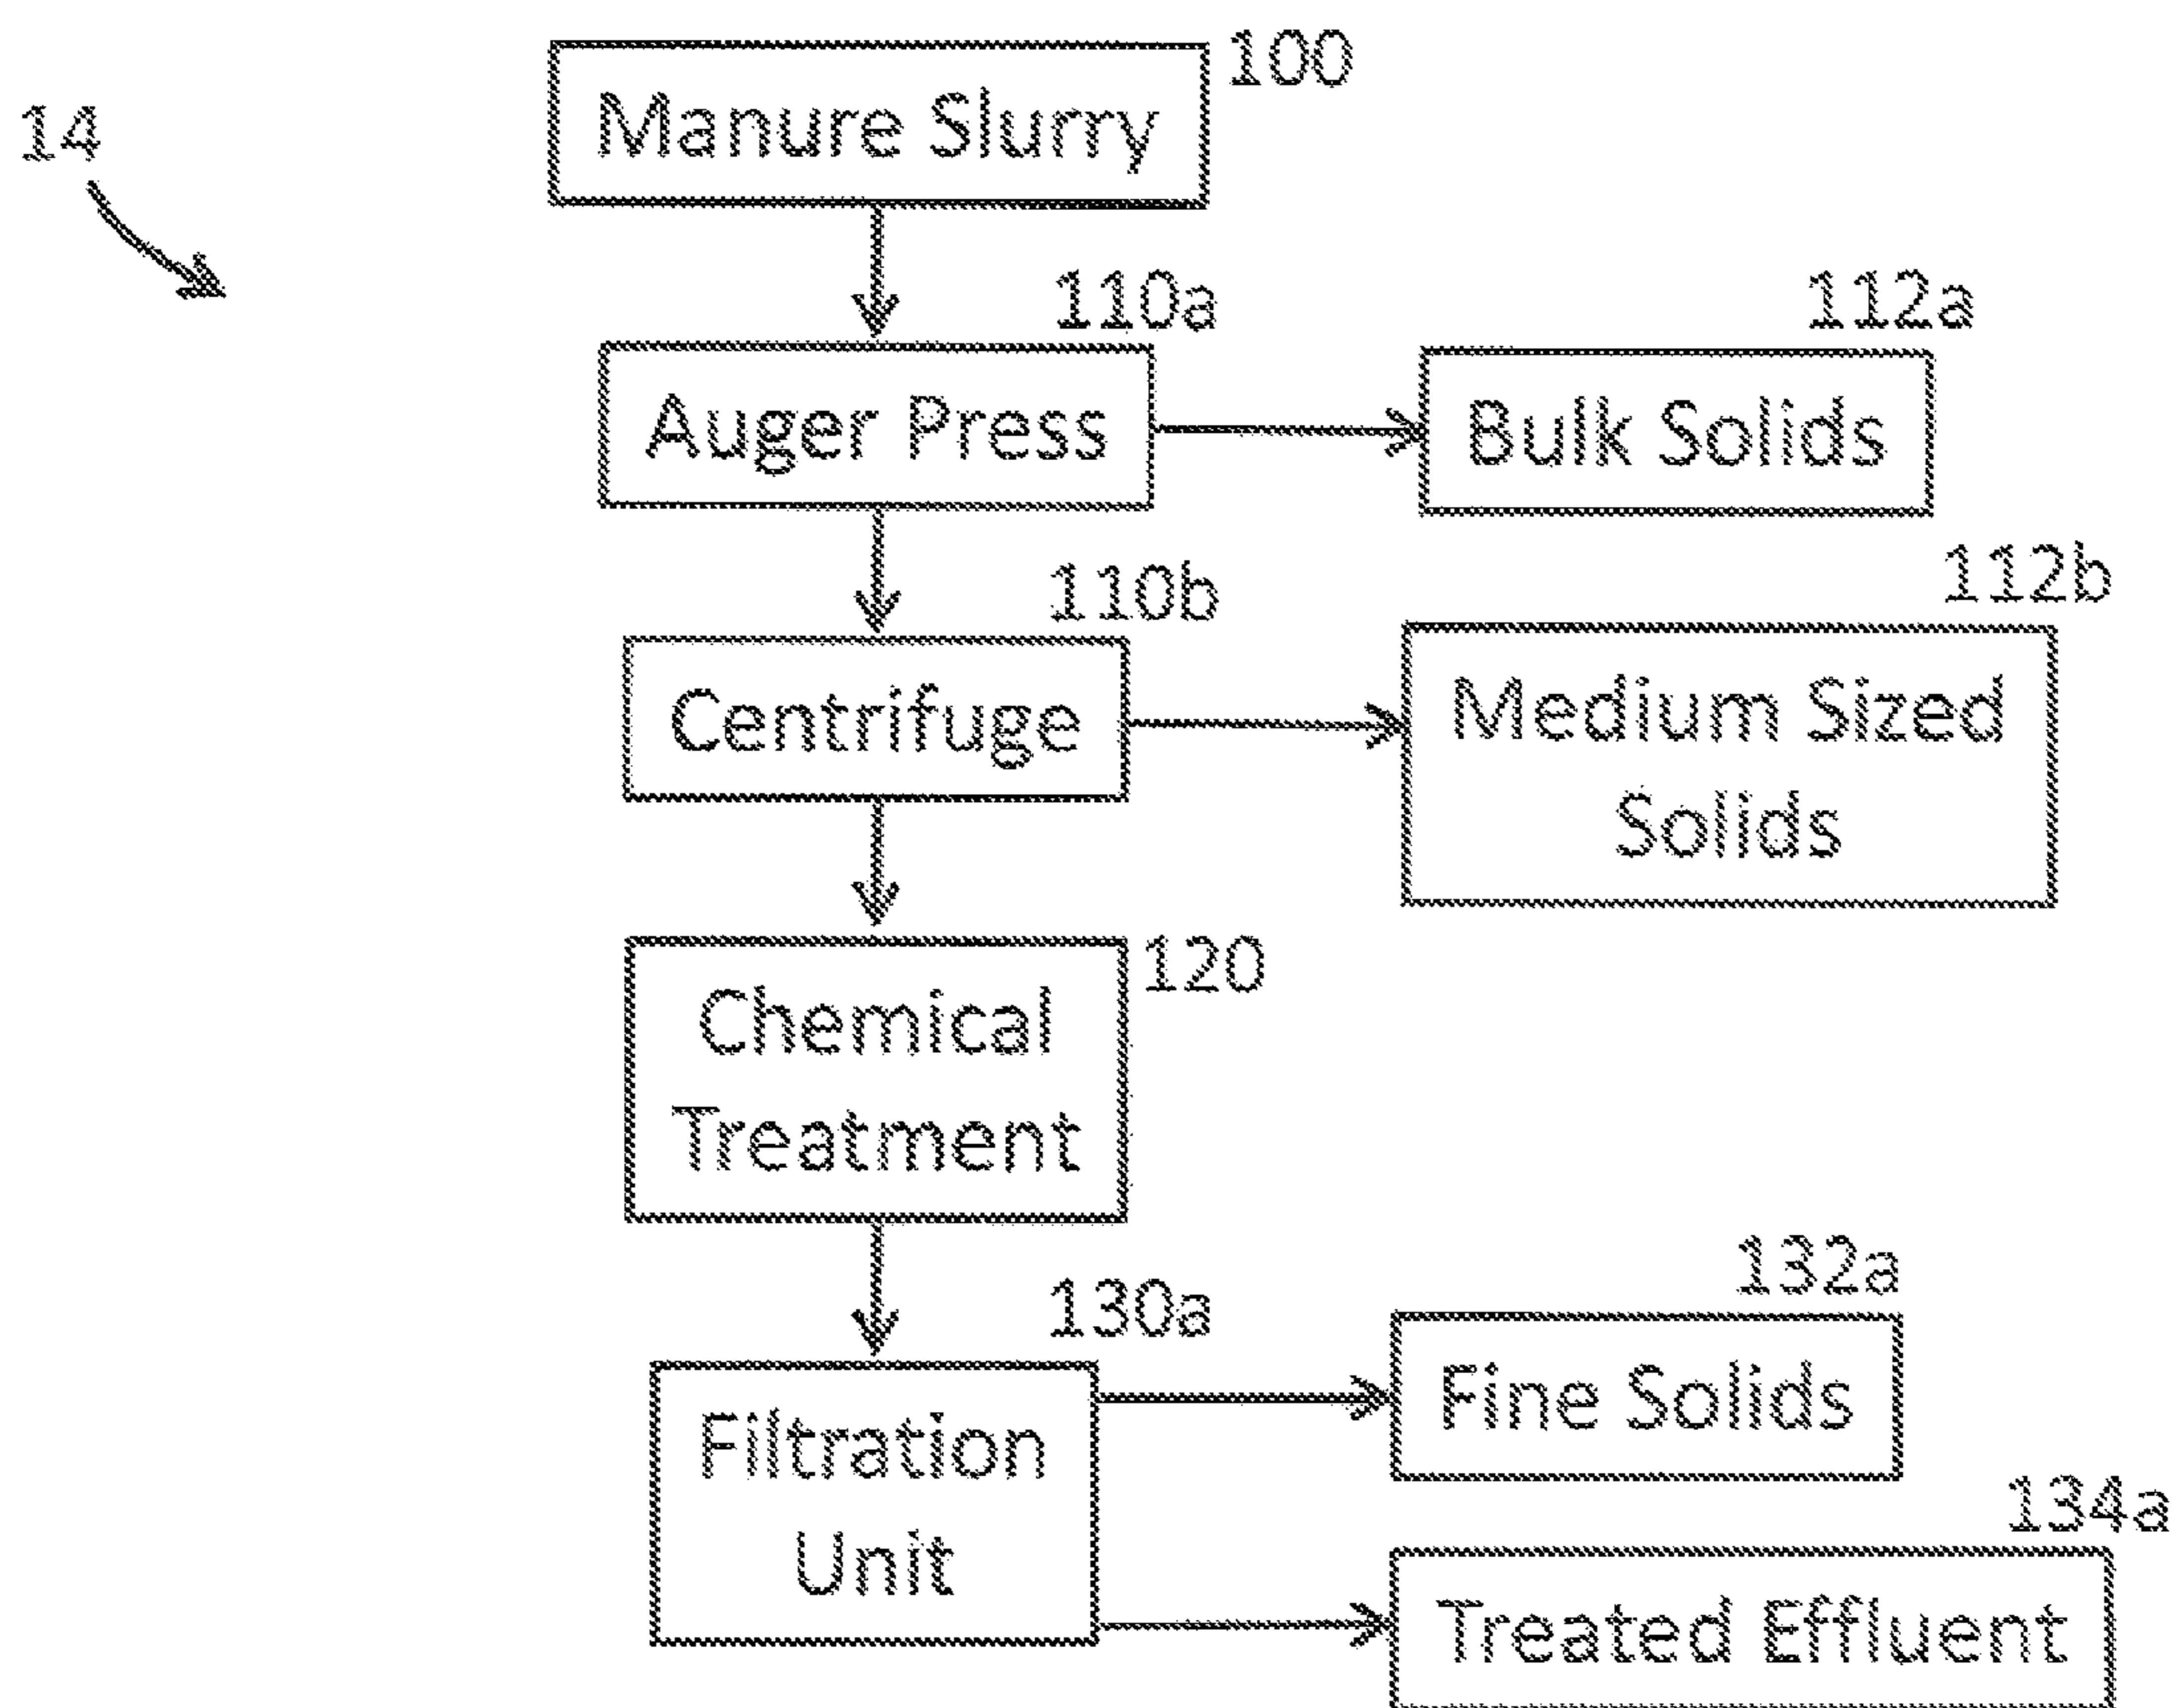 100
Manure Slurry
14
110a
112a
Auger Press
Bulk Solids
110b
112b
Centrifuge
Medium Sized
Solids
120
Chemical
Treatment
130a
132a
Filtration
Unit
Fine Solids
134a
Treated Effluent